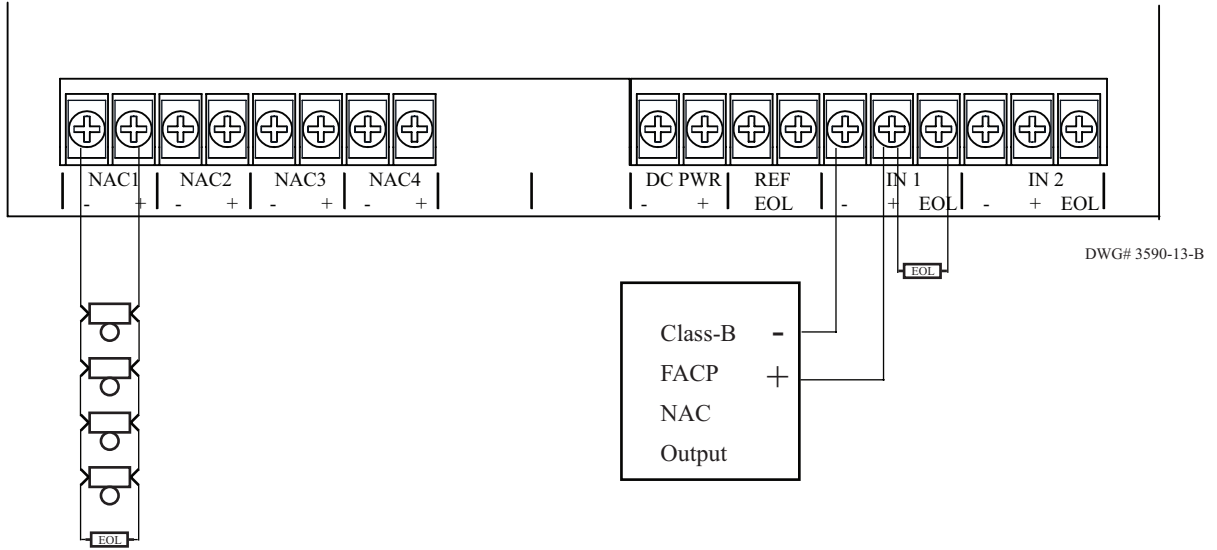 NAC1 NAC2 NAC3 NAC4 DC PWR REF IN 1 IN 2
- + - + - + - + - + EOL - + EOL - + EOL
DWG# 3590-13-B
EOL
Class-B -
FACP +
NAC
Output
EOL